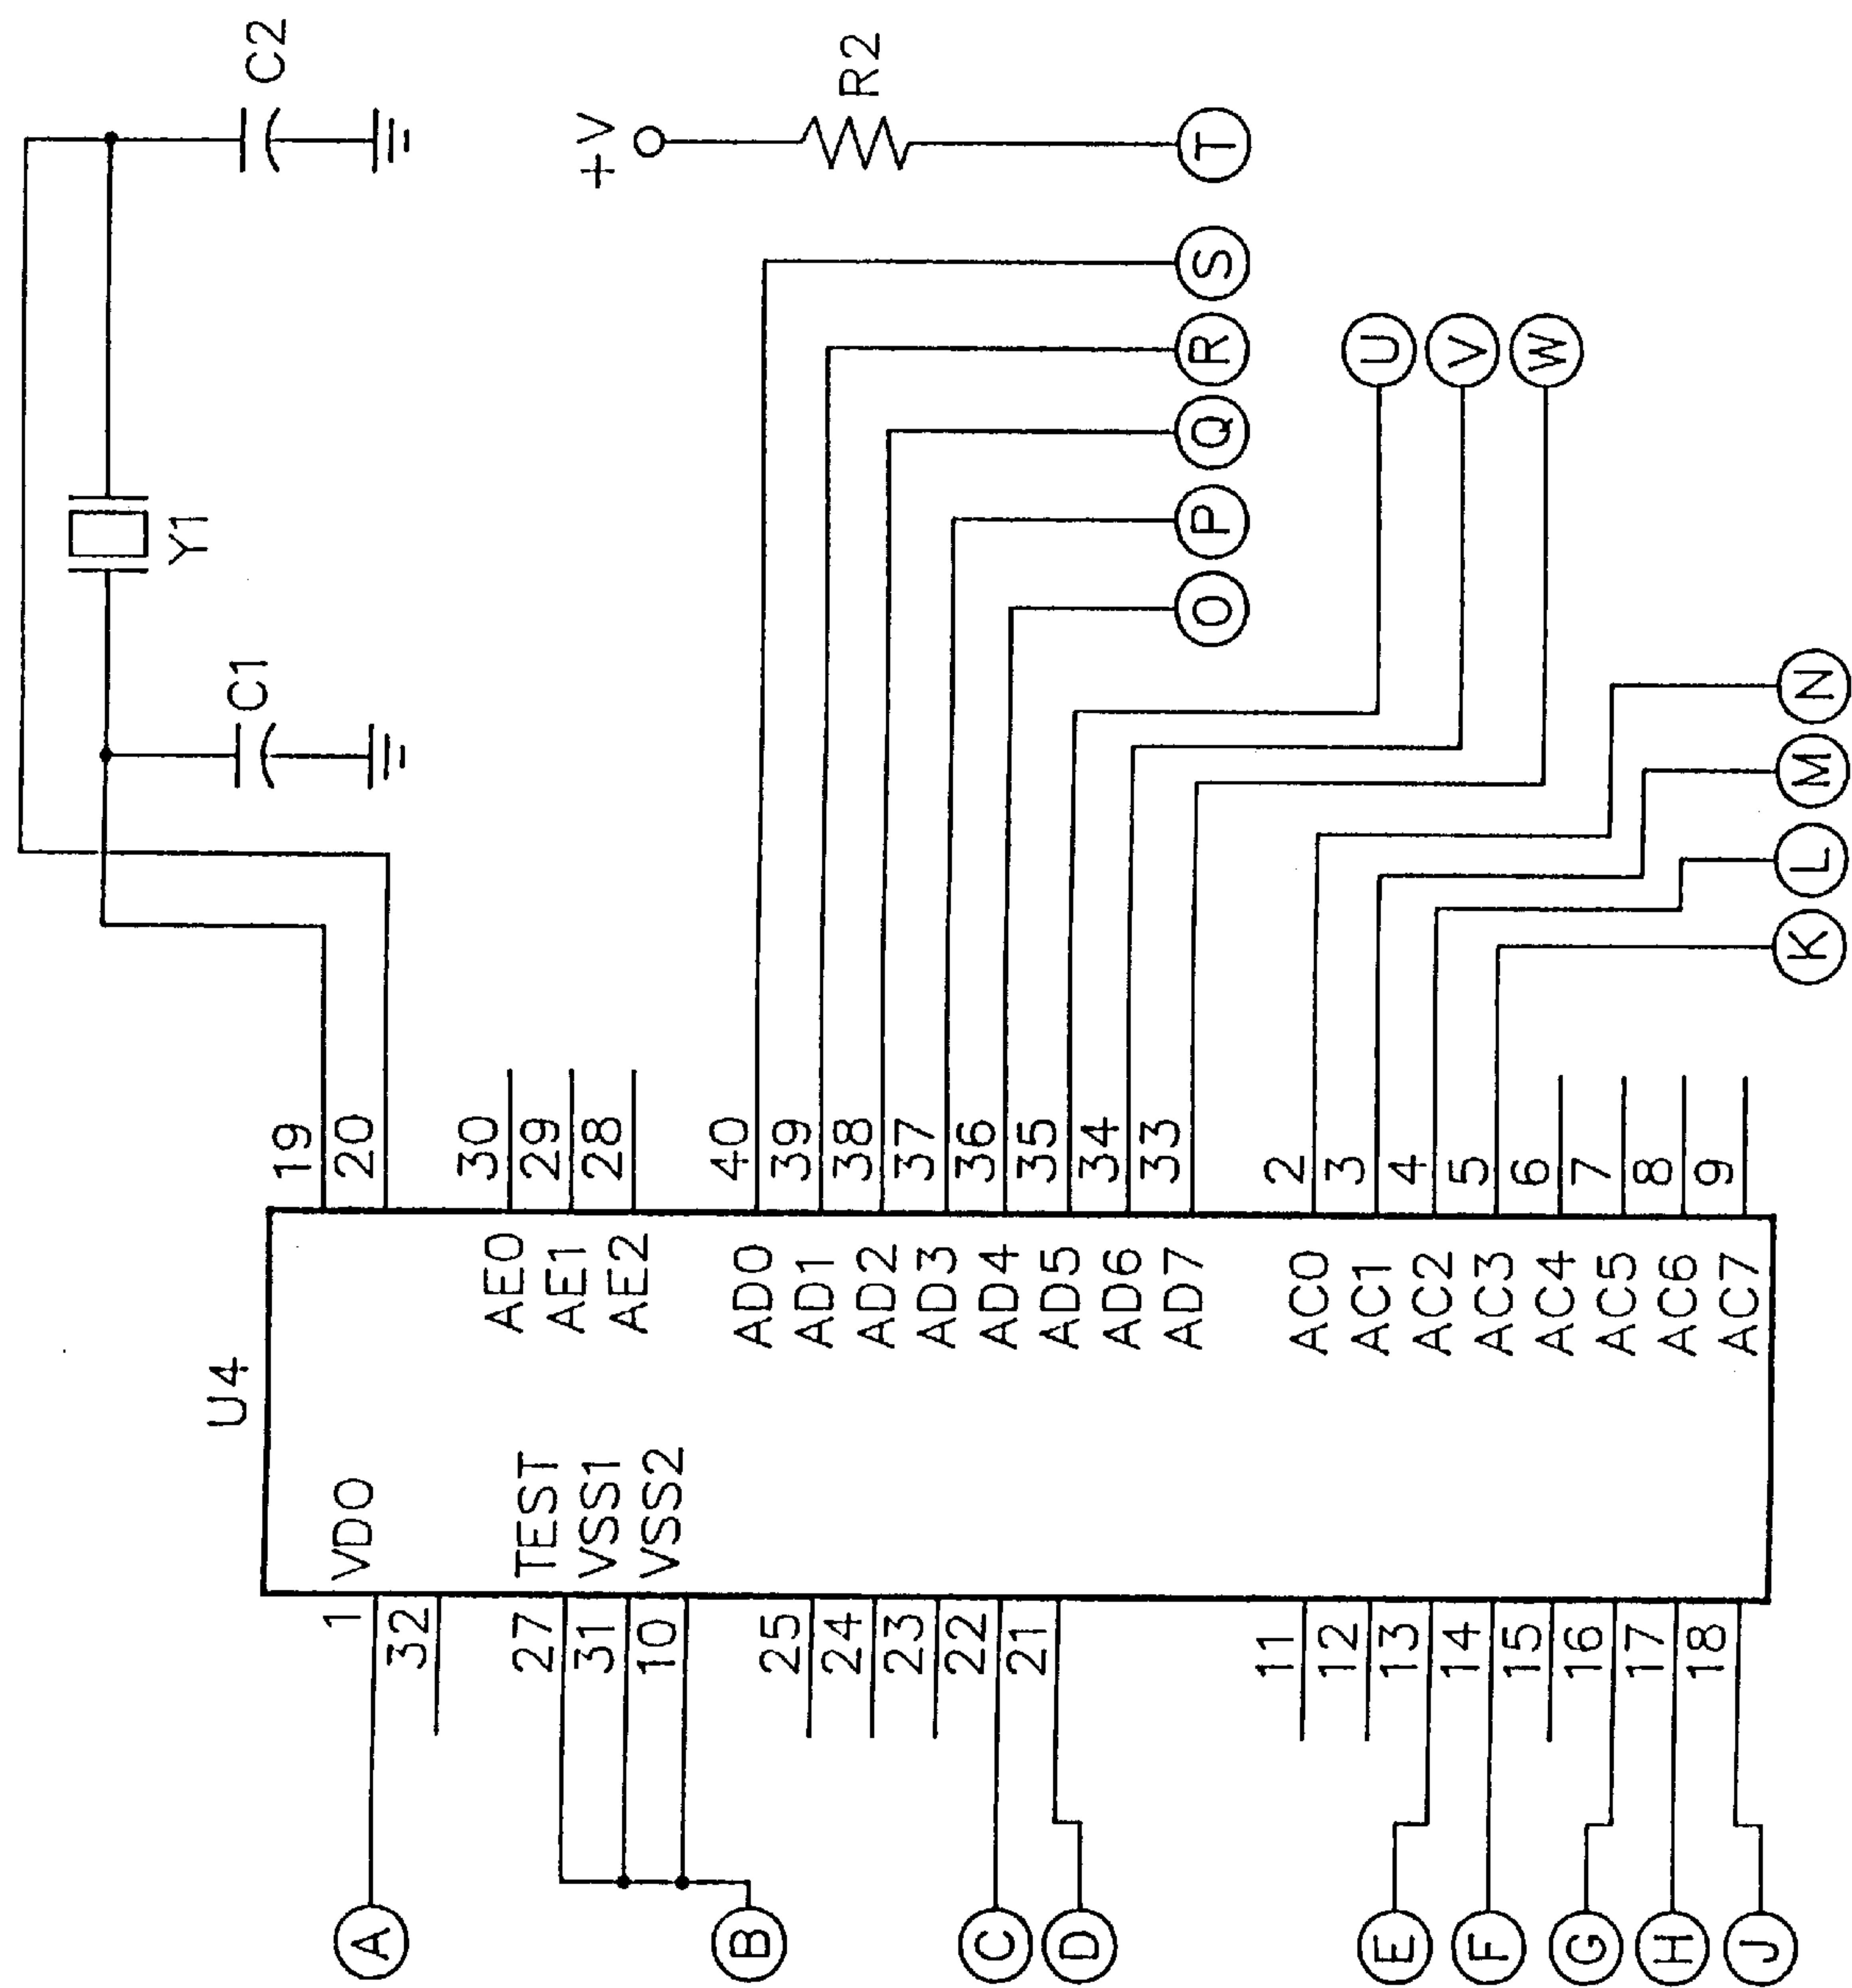 Y1
C1
C2
U4
A
1
VDO
19
32
20
27
TEST
AE0
30
31
VSS1
AE1
29
10
VSS2
AE2
28
+V
R2
B
25
AD0
40
24
AD1
39
23
AD2
38
C
22
AD3
37
D
21
AD4
36
AD5
35
AD6
34
AD7
33
O
P
Q
R
S
T
11
AC0
2
12
AC1
3
U
E
13
AC2
4
V
F
14
AC3
5
W
15
AC4
6
G
16
AC5
7
H
17
AC6
8
J
18
AC7
9
K
L
M
N